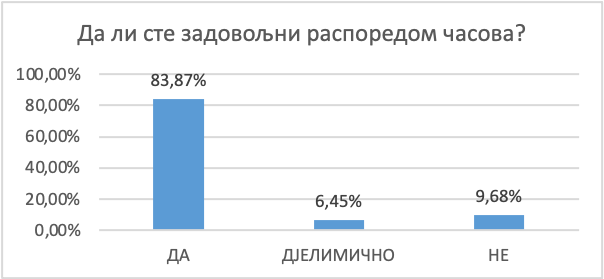 Да ли сте задовољни распоредом часова?
100,00%
83,87%
80,00%
60,00%
40,00%
20,00%
6,45%
9,68%
0,00%
ДА
ДЈЕЛИМИЧНО
НЕ